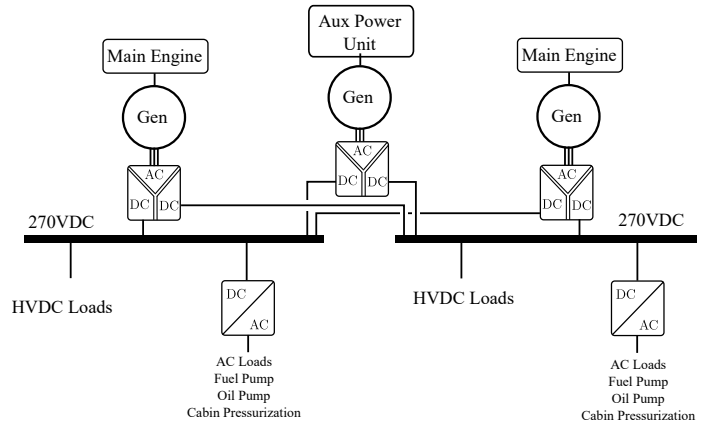 Aux Power
Unit
Main Engine
Main Engine
Gen
Gen
Gen
AC
DC
DC
AC
DC
DC
AC
DC
DC
270VDC
270VDC
HVDC Loads
DC
AC
HVDC Loads
DC
AC
AC Loads
Fuel Pump
Oil Pump
Cabin Pressurization
AC Loads
Fuel Pump
Oil Pump
Cabin Pressurization